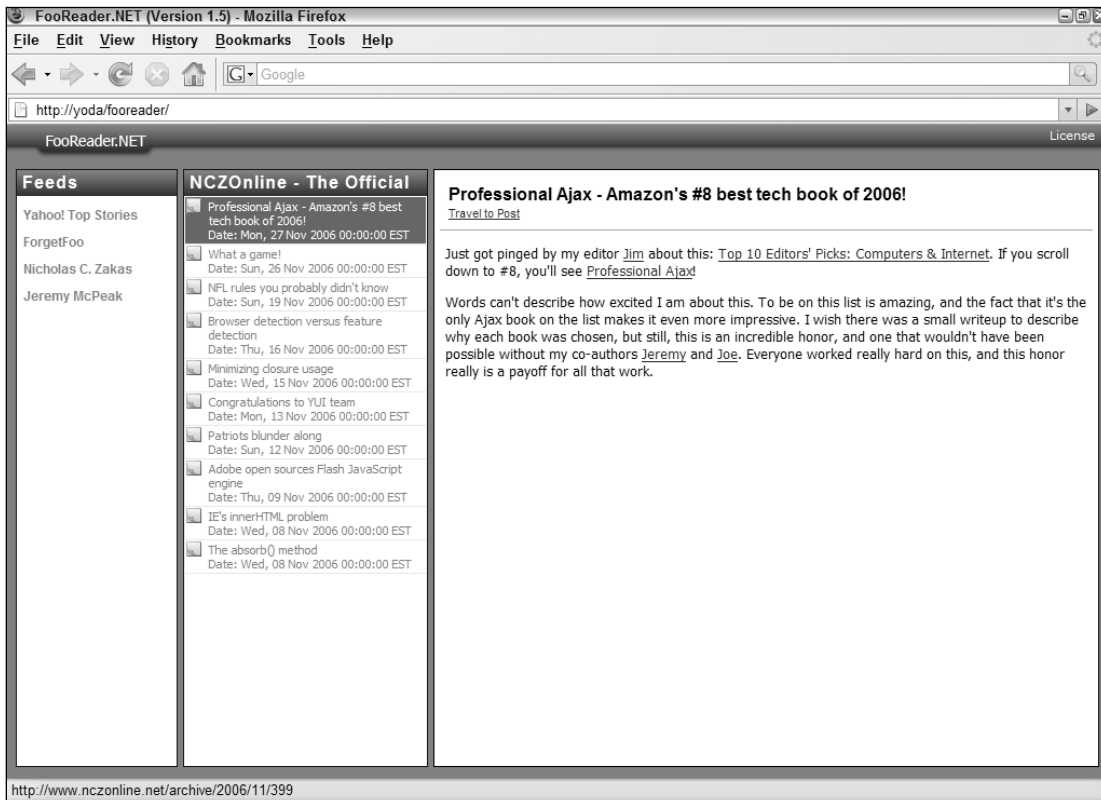 FooReader.NET (Version 1.5) - Mozilla Firefox
File Edit View History Bookmarks Tools Help
G Google
http://yoda/fooreader/
FooReader.NET
License
Feeds
Yahoo! Top Stories
ForgetFoo
Nicholas C. Zakas
Jeremy McPeak
NCZOnline - The Official
Professional Ajax - Amazon's #8 best
tech book of 2006!
Date: Mon, 27 Nov 2006 00:00:00 EST
What a game!
Date: Sun, 26 Nov 2006 00:00:00 EST
NFL rules you probably didn't know
Date: Sun, 19 Nov 2006 00:00:00 EST
Browser detection versus feature
detection
Date: Thu, 16 Nov 2006 00:00:00 EST
Minimizing closure usage
Date: Wed, 15 Nov 2006 00:00:00 EST
Congratulations to YUI team
Date: Mon, 13 Nov 2006 00:00:00 EST
Patriots blunder along
Date: Sun, 12 Nov 2006 00:00:00 EST
Adobe open sources Flash JavaScript
engine
Date: Thu, 09 Nov 2006 00:00:00 EST
IE's innerHTML problem
Date: Wed, 08 Nov 2006 00:00:00 EST
The absorb() method
Date: Wed, 08 Nov 2006 00:00:00 EST
Professional Ajax - Amazon's #8 best tech book of 2006!
Travel to Post
Just got pinged by my editor Jim about this: Top 10 Editors' Picks: Computers & Internet. If you scroll
down to #8, you'll see Professional Ajax!
Words can't describe how excited I am about this. To be on this list is amazing, and the fact that it's the
only Ajax book on the list makes it even more impressive. I wish there was a small writeup to describe
why each book was chosen, but still, this is an incredible honor, and one that wouldn't have been
possible without my co-authors Jeremy and Joe. Everyone worked really hard on this, and this honor
really is a payoff for all that work.
http://www.nczonline.net/archive/2006/11/399